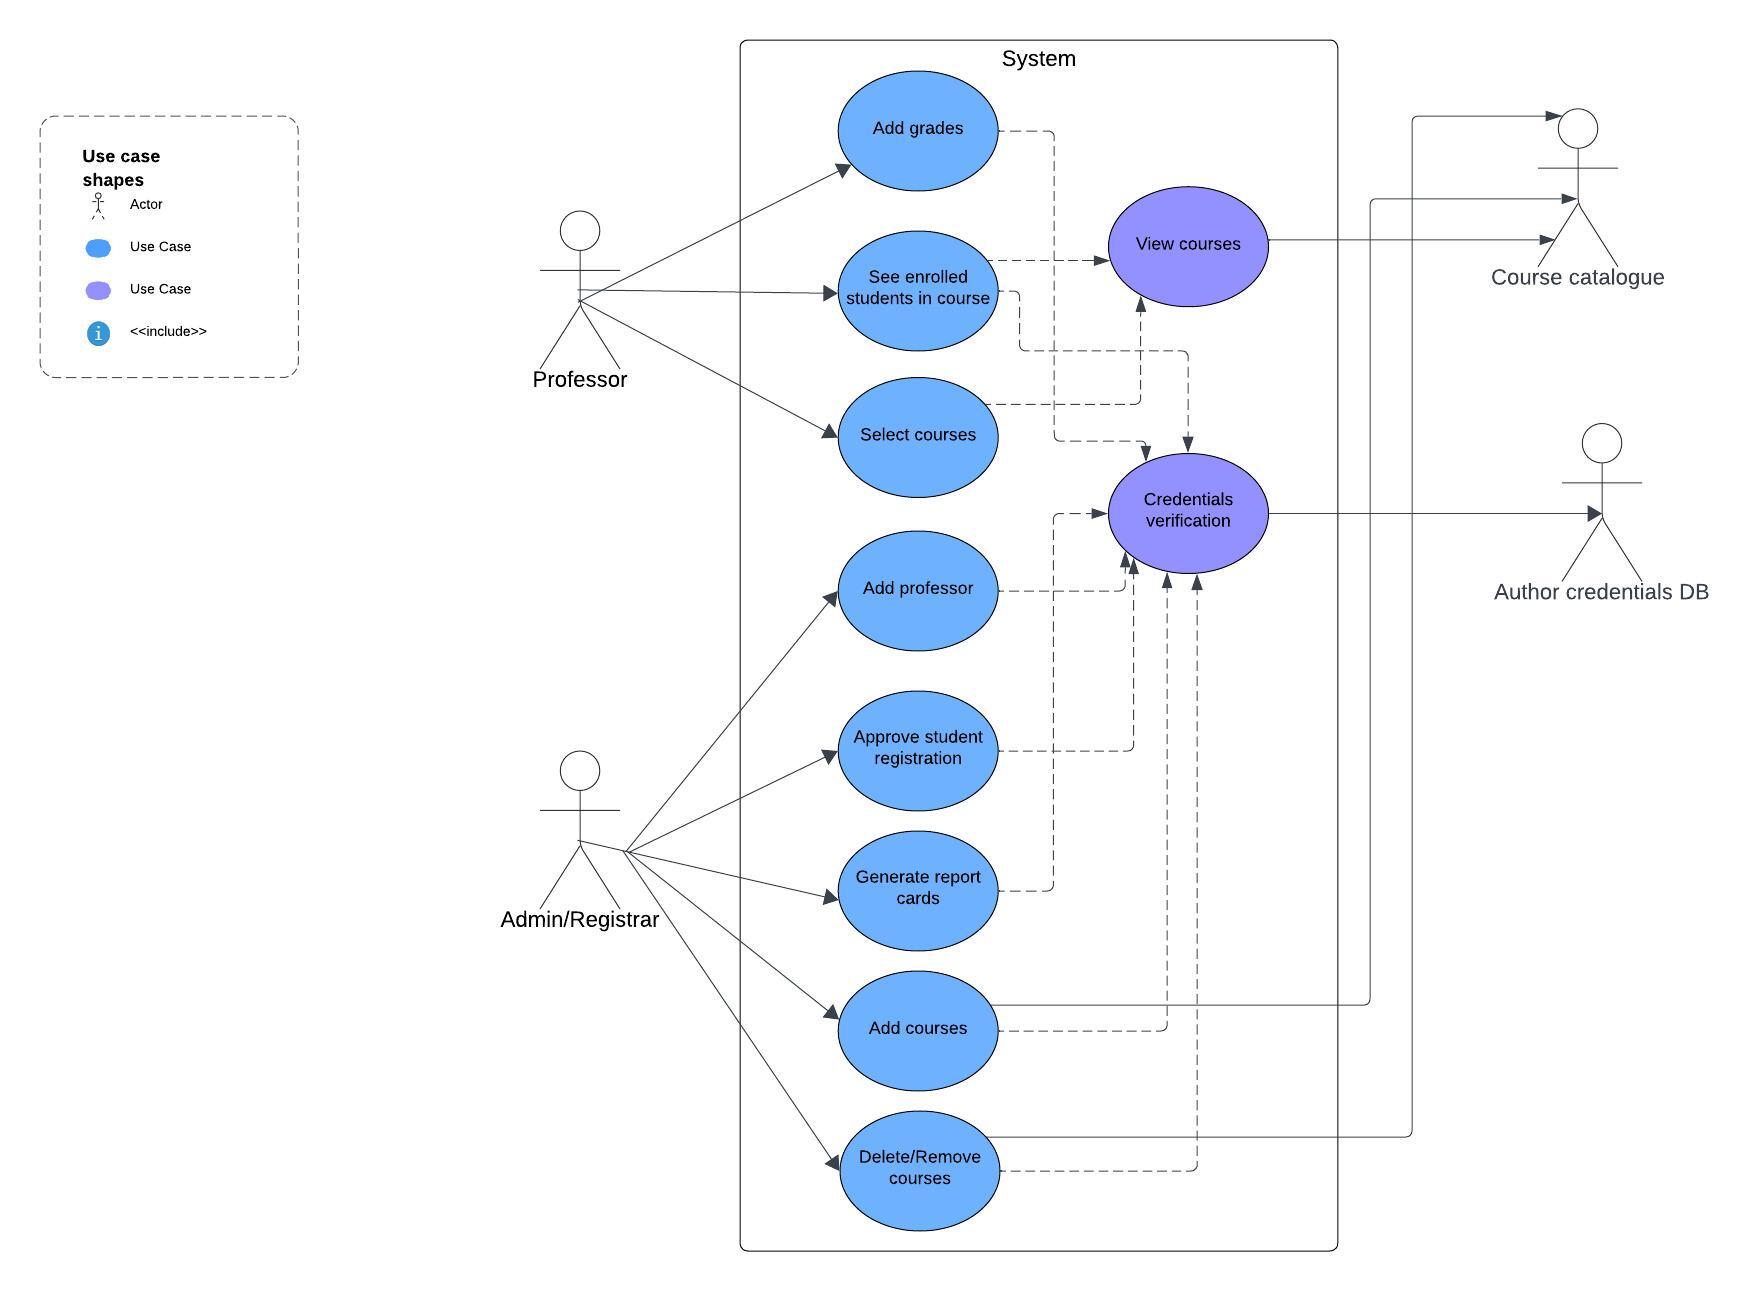 System
Use case
shapes
Actor
Use Case
Use Case
i
<<include>>
Add grades
View courses
See enrolled
students in course
Course catalogue
Professor
Select courses
Credentials
verification
Add professor
Author credentials DB
Approve student
registration
Generate report
cards
Admin/Registrar
Add courses
Delete/Remove
courses